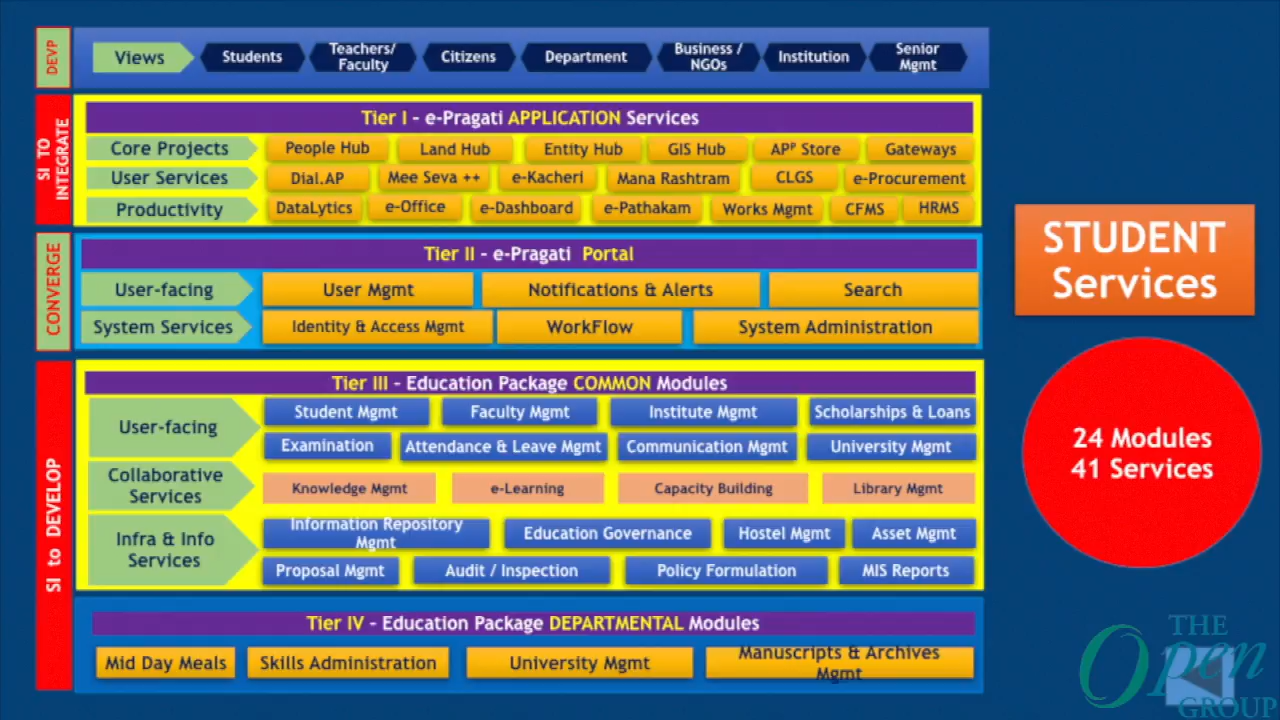 DEVP
Views
Students
Teachers/
Faculty
Citizens
Department
Business /
NGOs
Institution
Senior
Mgmt
SI TO
INTEGRATE
Tier I - e-Pragati APPLICATION Services
Core Projects
People Hub
Land Hub
Entity Hub
GIS Hub
APP Store
Gateways
User Services
Dial.AP
Mee Seva ++
e-Kacheri
Mana Rashtram
CLGS
e-Procurement
Productivity
DataLytics
e-Office
e-Dashboard
e-Pathakam
Works Mgmt
CFMS
HRMS
CONVERGE
Tier II - e-Pragati Portal
User-facing
User Mgmt
Notifications & Alerts
Search
System Services
Identity & Access Mgmt
WorkFlow
System Administration
SI to DEVELOP
Tier III - Education Package COMMON Modules
User-facing
Student Mgmt
Faculty Mgmt
Institute Mgmt
Scholarships & Loans
Examination
Attendance & Leave Mgmt
Communication Mgmt
University Mgmt
Collaborative
Services
Knowledge Mgmt
e-Learning
Capacity Building
Library Mgmt
Infra & Info
Services
Information Repository
Mgmt
Education Governance
Hostel Mgmt
Asset Mgmt
Proposal Mgmt
Audit / Inspection
Policy Formulation
MIS Reports
Tier IV - Education Package DEPARTMENTAL Modules
Mid Day Meals
Skills Administration
University Mgmt
Manuscripts & Archives
Mgmt
STUDENT
Services
24 Modules
41 Services
THE
Open
GROUP